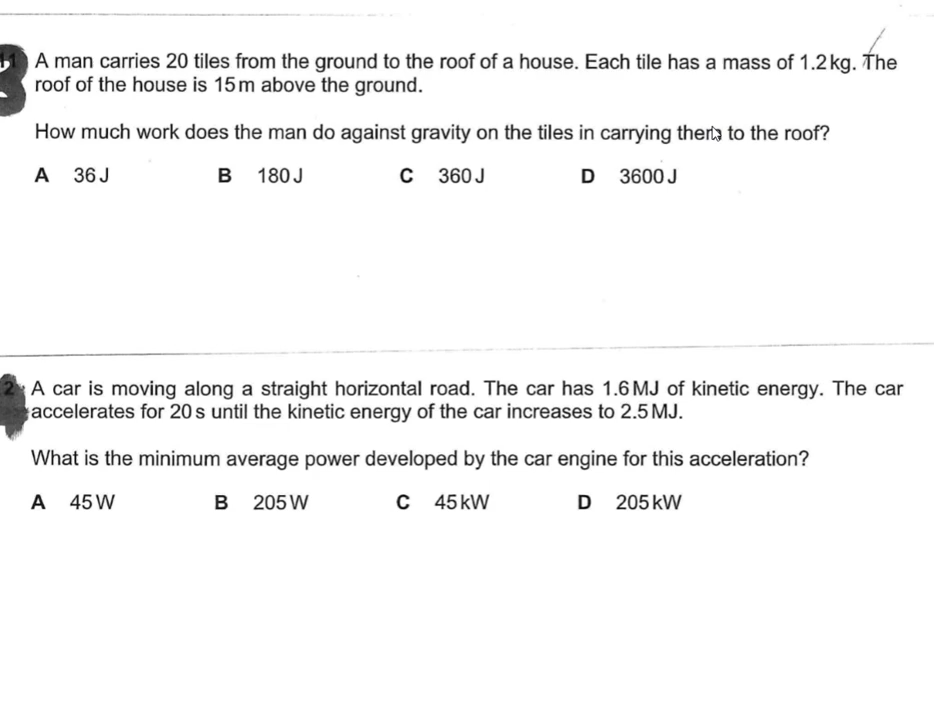 A man carries 20 tiles from the ground to the roof of a house. Each tile has a mass of 1.2 kg. The
roof of the house is 15 m above the ground.
How much work does the man do against gravity on the tiles in carrying them to the roof?
A 36 J B 180 J C 360 J D 3600 J
2 A car is moving along a straight horizontal road. The car has 1.6 MJ of kinetic energy. The car
accelerates for 20 s until the kinetic energy of the car increases to 2.5 MJ.
What is the minimum average power developed by the car engine for this acceleration?
A 45 W B 205 W C 45 kW D 205 kW